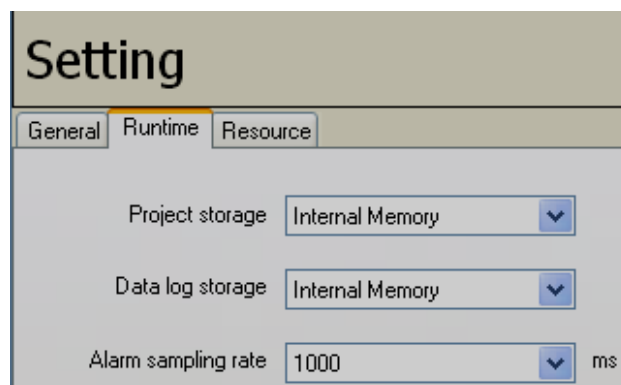 Setting
General Runtime Resource
Project storage Internal Memory
Data log storage Internal Memory
Alarm sampling rate 1000 ms